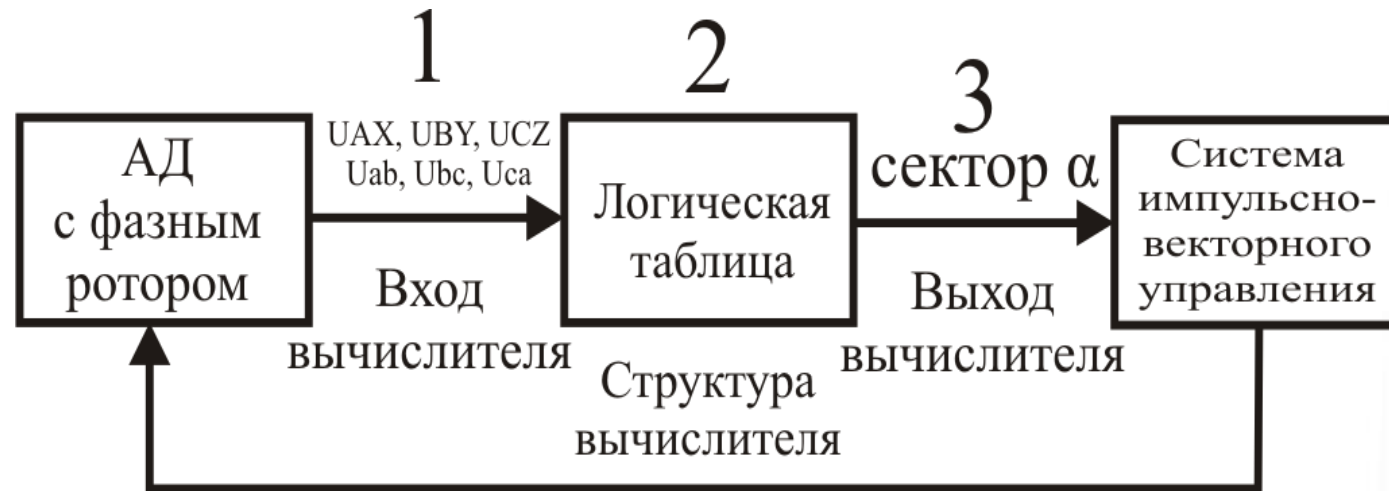 1
2
3
АД
с фазным
ротором
UAX, UBY, UCZ
Uab, Ubc, Uca
Вход
вычислителя
Логическая
таблица
сектор α
Выход
вычислителя
Система
импульсно-
векторного
управления
Структура
вычислителя